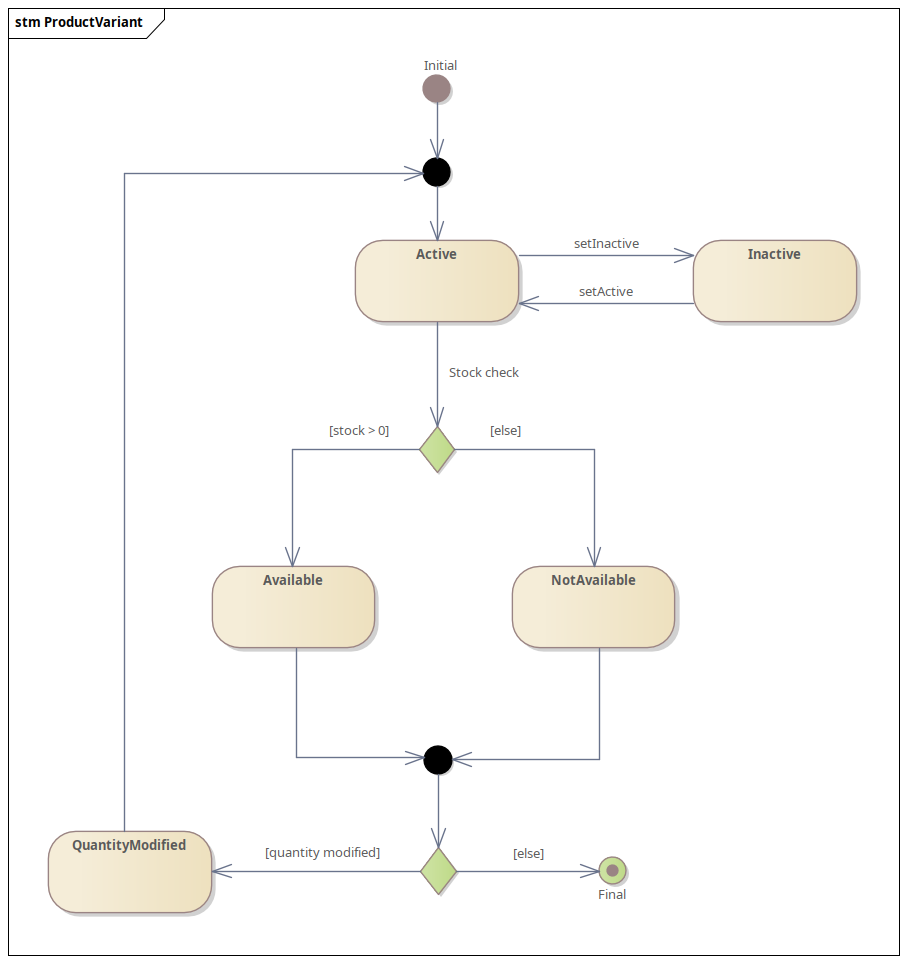 stm ProductVariant
Initial
Active
setInactive
Inactive
setActive
Stock check
[stock > 0]
[else]
Available
NotAvailable
QuantityModified
[quantity modified]
[else]
Final